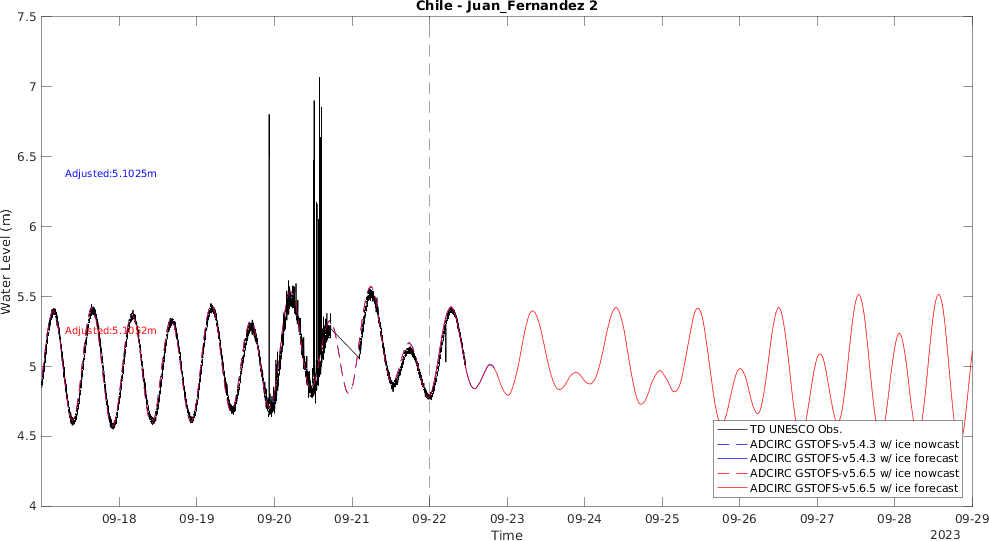 Chile - Juan_Fernandez 2
7.5
7
6.5
6
5.5
5
4.5
4
Water Level (m)
Adjusted:5.1025m
Adjusted:5.1052m
TD UNESCO Obs.
ADCIRC GSTOFS-v5.4.3 w/ ice nowcast
ADCIRC GSTOFS-v5.4.3 w/ ice forecast
ADCIRC GSTOFS-v5.6.5 w/ ice nowcast
ADCIRC GSTOFS-v5.6.5 w/ ice forecast
09-18 09-19 09-20 09-21 09-22 09-23 09-24 09-25 09-26 09-27 09-28 09-29
Time
2023